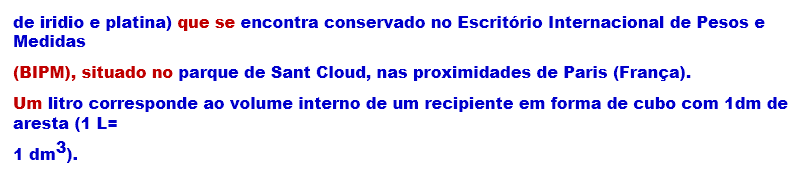 de iridio e platina) que se encontra conservado no Escritório Internacional de Pesos e
Medidas
(BIPM), situado no parque de Sant Cloud, nas proximidades de Paris (França).
Um litro corresponde ao volume interno de um recipiente em forma de cubo com 1dm de
aresta (1 L=
1 dm³).